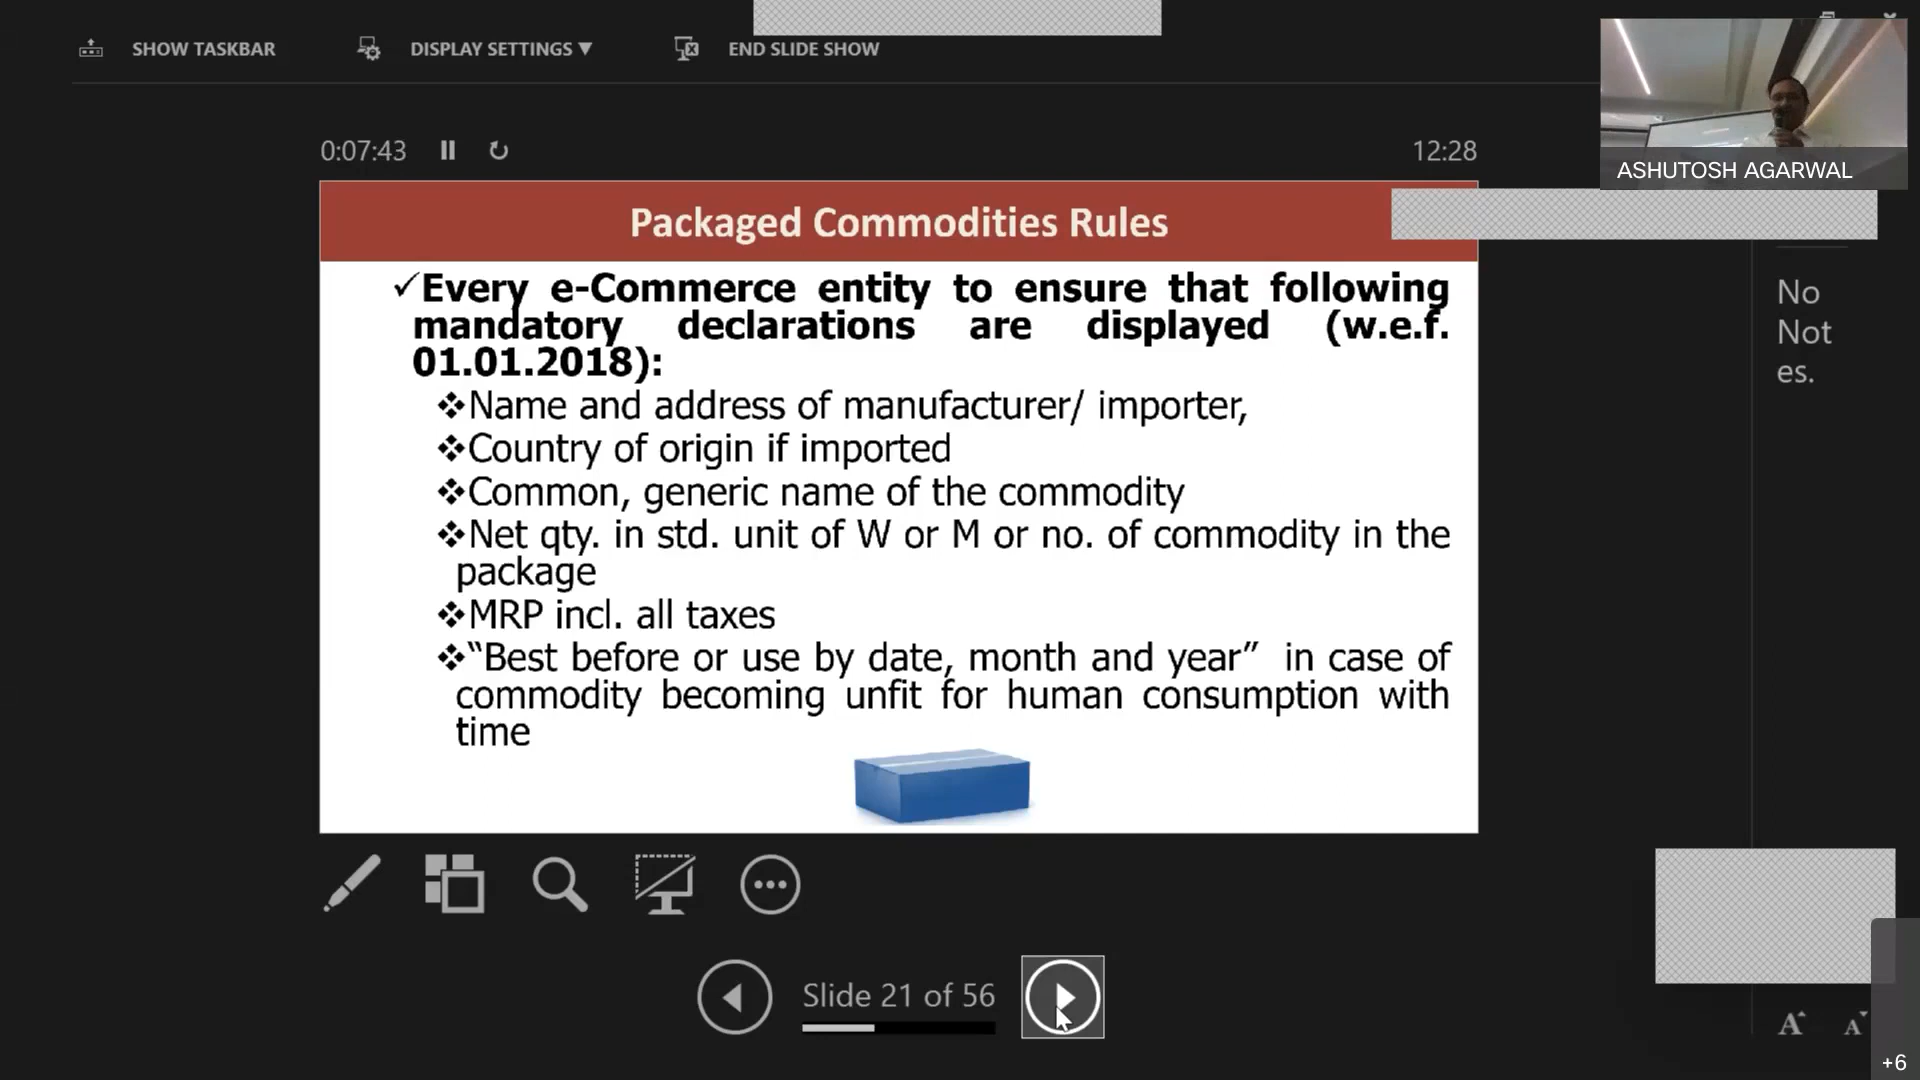 SHOW TASKBAR
DISPLAY SETTINGS ▼
END SLIDE SHOW
ASHUTOSH AGARWAL
0:07:43
12:28
Packaged Commodities Rules
✓Every e-Commerce entity to ensure that following
mandatory declarations are displayed (w.e.f.
01.01.2018):
❖Name and address of manufacturer/ importer,
❖Country of origin if imported
❖Common, generic name of the commodity
❖Net qty. in std. unit of W or M or no. of commodity in the
package
❖MRP incl. all taxes
❖“Best before or use by date, month and year” in case of
commodity becoming unfit for human consumption with
time
No
Not
es.
Slide 21 of 56
A A
+6